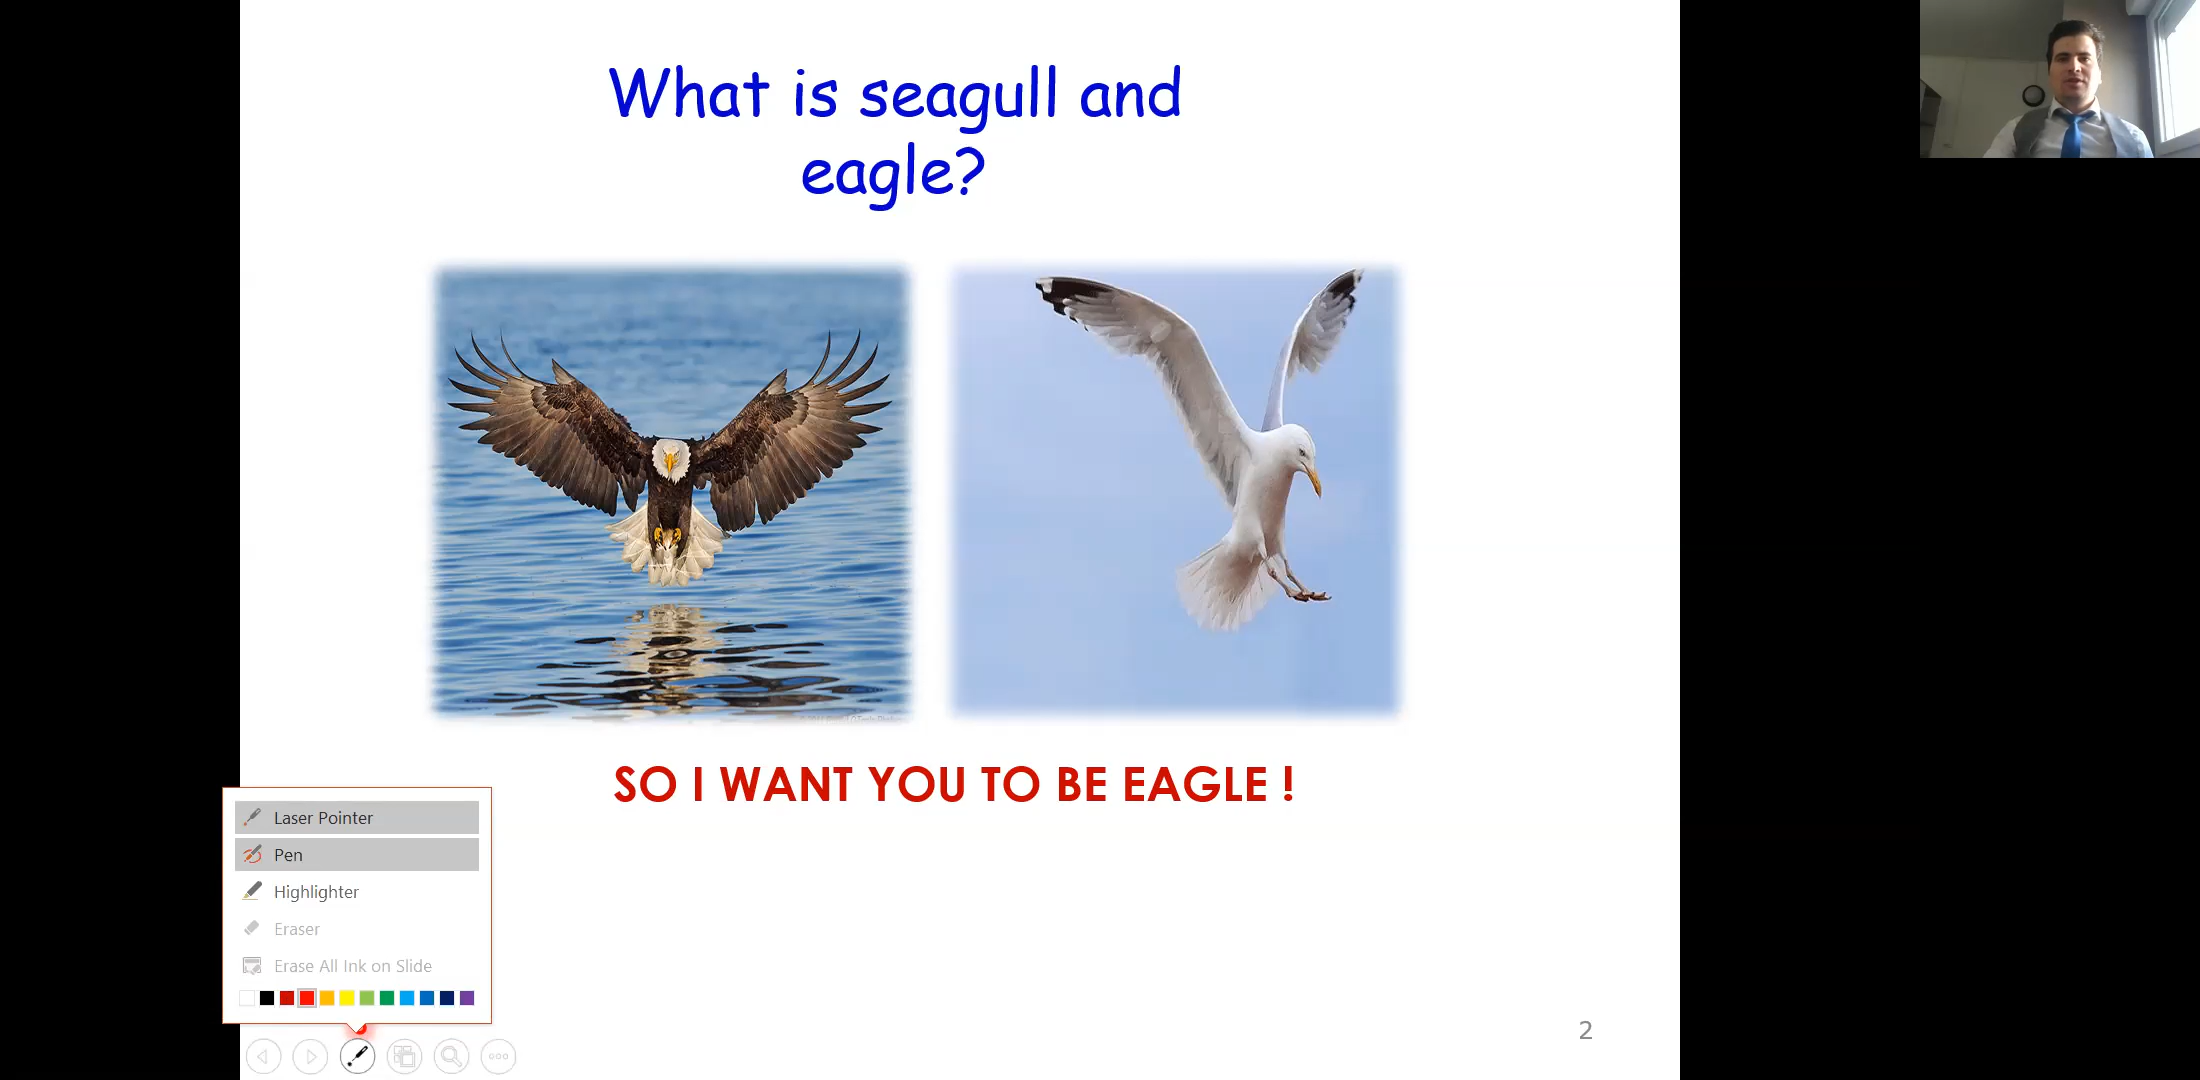 What is seagull and
eagle?
SO I WANT YOU TO BE EAGLE !
Laser Pointer
Pen
Highlighter
Eraser
Erase All Ink on Slide
2